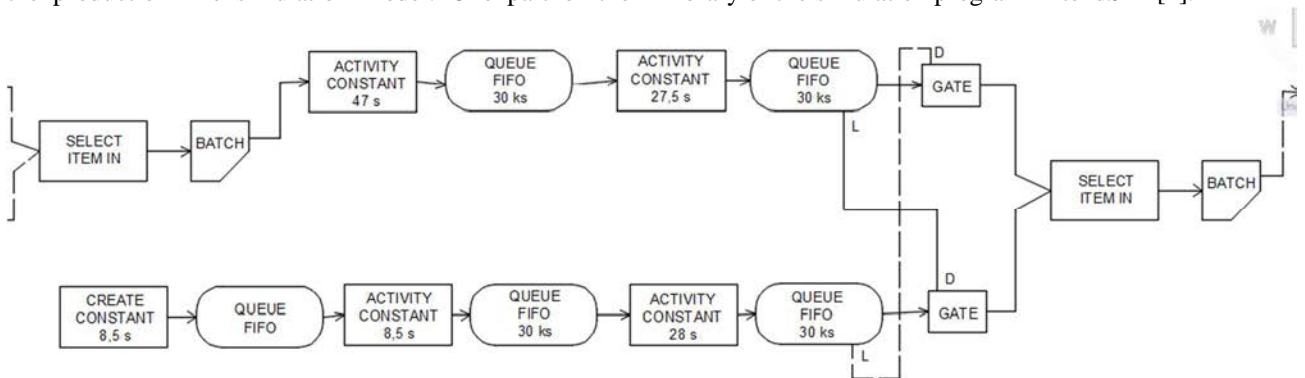 ACTIVITY
CONSTANT
47 s
QUEUE
FIFO
30 ks
ACTIVITY
CONSTANT
27,5 s
QUEUE
FIFO
30 ks
L
D
GATE
W
SELECT
ITEM IN
BATCH
SELECT
ITEM IN
BATCH
CREATE
CONSTANT
8,5 s
QUEUE
FIFO
ACTIVITY
CONSTANT
8,5 s
QUEUE
FIFO
30 ks
ACTIVITY
CONSTANT
28 s
QUEUE
FIFO
30 ks
L
D
GATE